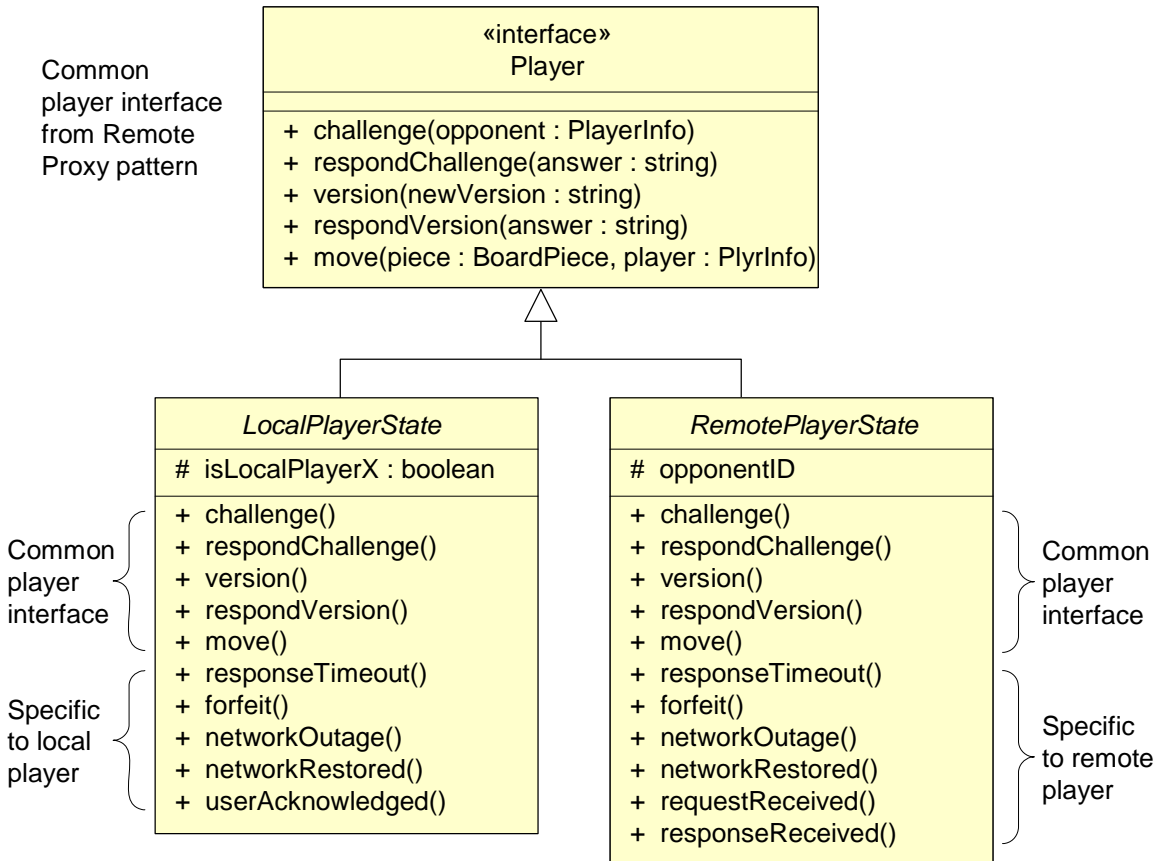 Common
player interface
from Remote
Proxy pattern
«interface»
Player
+ challenge(opponent : PlayerInfo)
+ respondChallenge(answer : string)
+ version(newVersion : string)
+ respondVersion(answer : string)
+ move(piece : BoardPiece, player : PlyrInfo)
LocalPlayerState
# isLocalPlayerX : boolean
+ challenge()
+ respondChallenge()
+ version()
+ respondVersion()
+ move()
+ responseTimeout()
+ forfeit()
+ networkOutage()
+ networkRestored()
+ userAcknowledged()
Common
player
interface
Specific
to local
player
RemotePlayerState
# opponentID
+ challenge()
+ respondChallenge()
+ version()
+ respondVersion()
+ move()
+ responseTimeout()
+ forfeit()
+ networkOutage()
+ networkRestored()
+ requestReceived()
+ responseReceived()
Common
player
interface
Specific
to remote
player